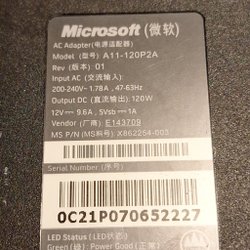 Microsoft (微软)
AC Adapter(电源适配器)
Model (型号) A11-120P2A
Rev (版本) 01
Input AC (交流输入):
200-240V⎓ 1.78A, 47-63Hz
Output DC (直流输出): 120W
12V⎓ 9.6A, 5Vsb⎓ 1A
Vendor (厂商): E143709
MS P/N (MS料号): X862254-003
Serial Number (序号)
0C21P070652227
LED Status (LED状态)
Green (绿) Power Good (正常)